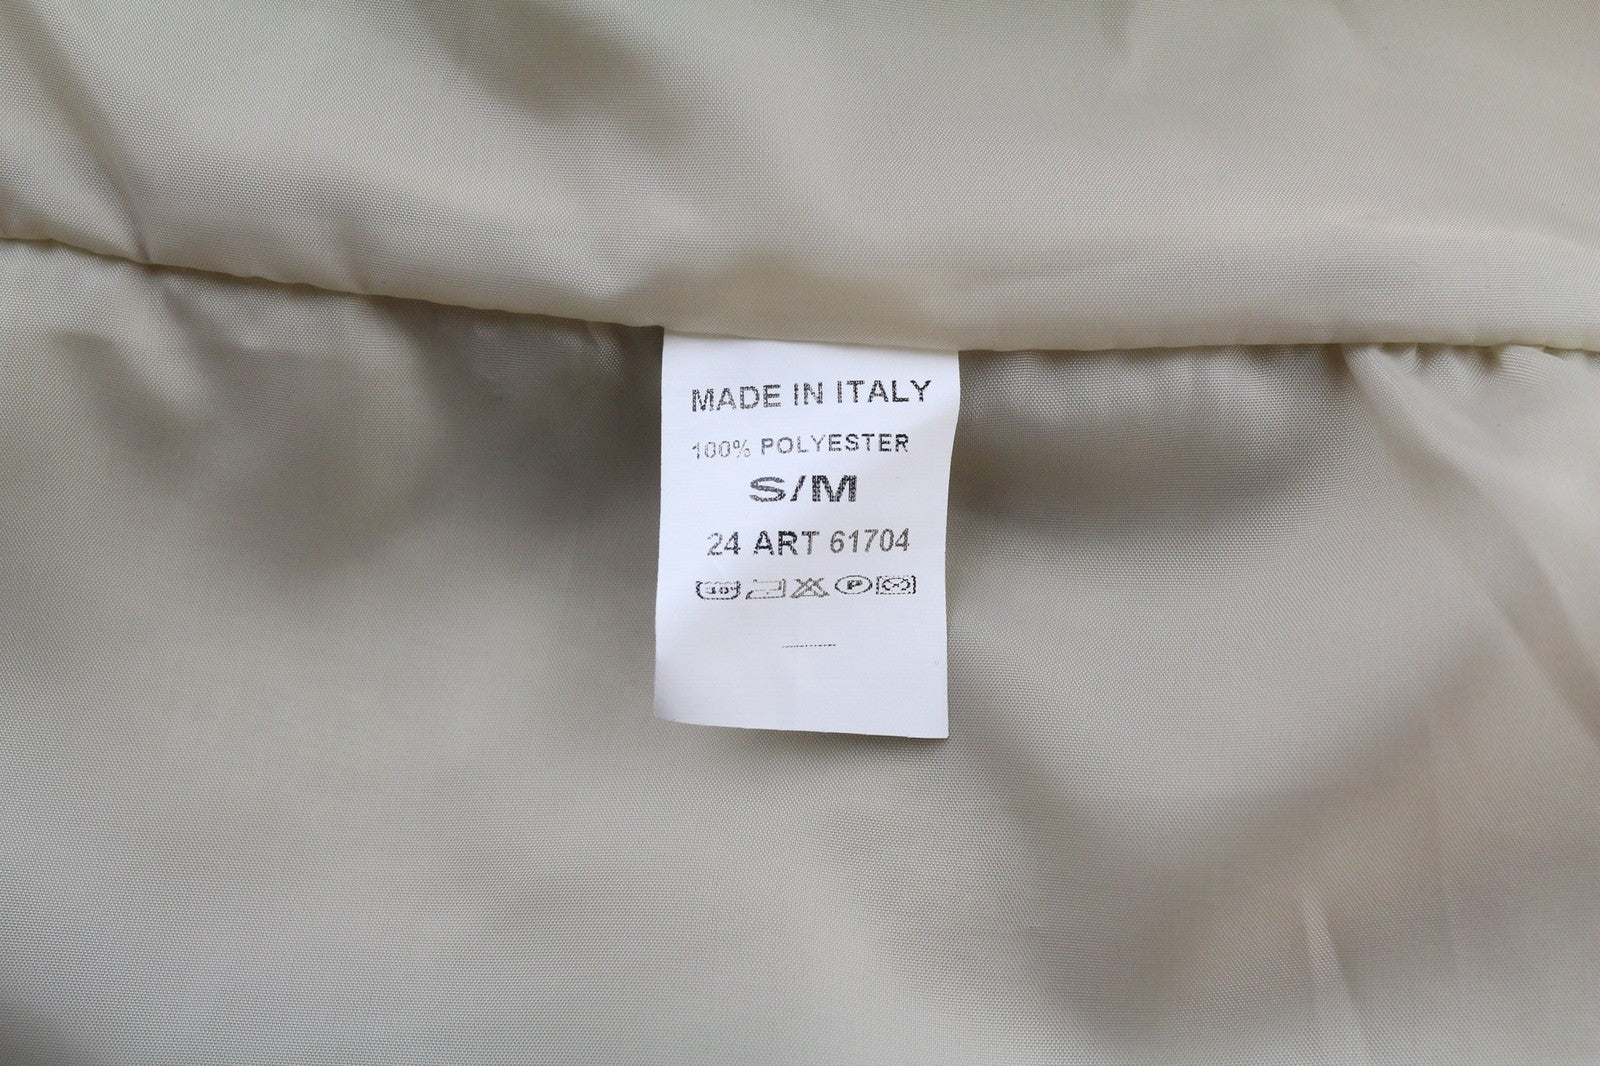 MADE IN ITALY
100% POLYESTER
S/M
24 ART 61704
P